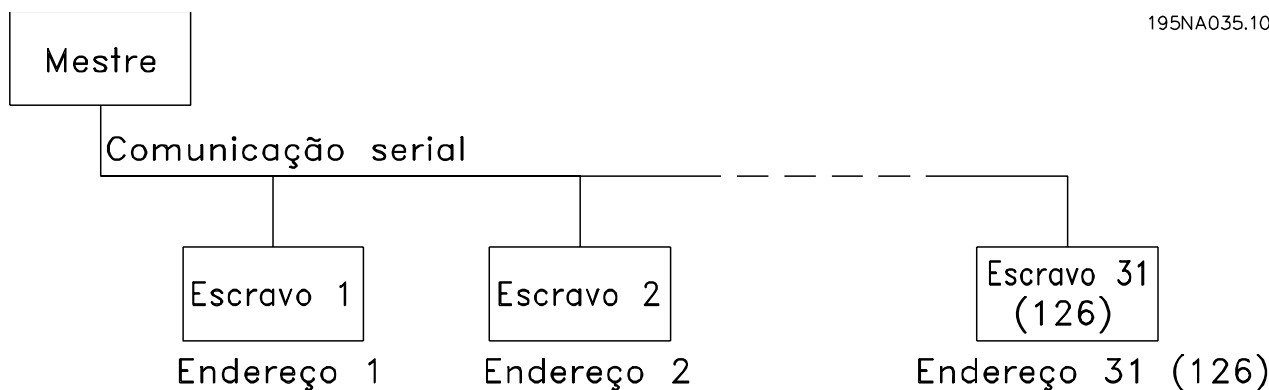 195NA035.10
Mestre
Comunicação serial
Escravo 1
Escravo 2
Escravo 31
(126)
Endereço 1
Endereço 2
Endereço 31 (126)